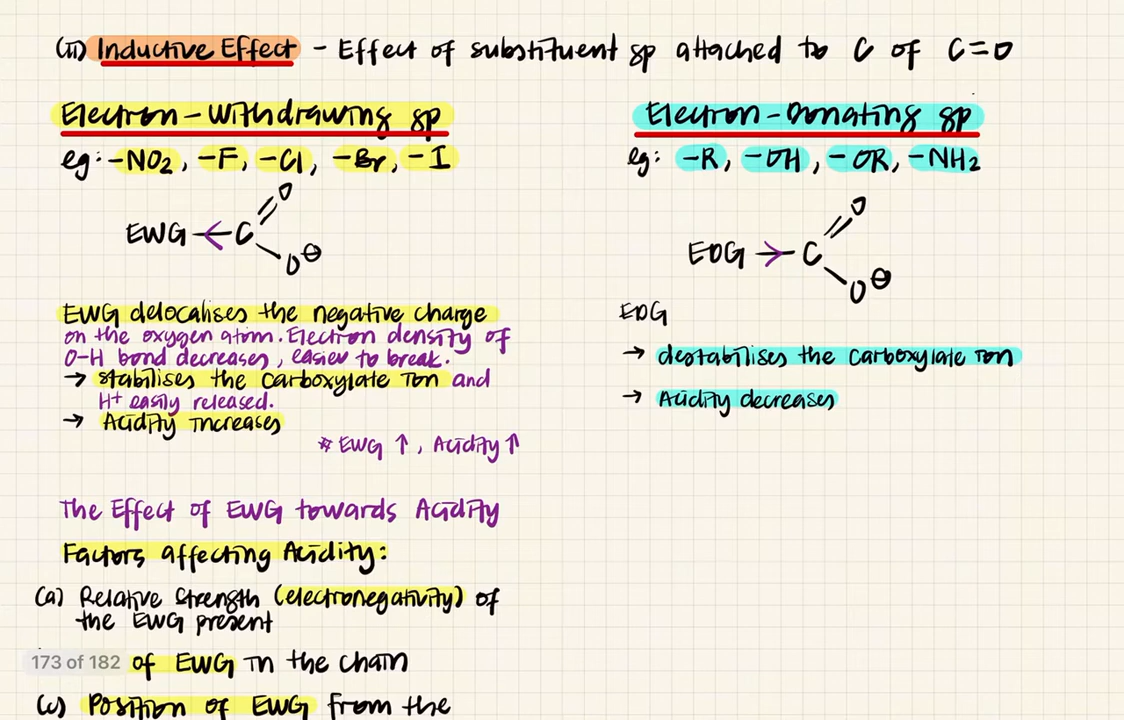 (ii) Inductive Effect - Effect of substituent gp attached to C of C=O
Electron-Withdrawing gp
eg: -NO2, -F, -Cl, -Br, -I
EWG C O
O⊖
EWG delocalises the negative charge
on the oxygen atom. Electron density of
O-H bond decreases, easier to break.
→ stabilises the carboxylate Ion and
H+ easily released.
→ Acidity increases
* EWG ↑, Acidity ↑
Electron-Donating gp
eg: -R, -OH, -OR, -NH2
EDG C O
O⊖
EDG
→ destabilises the carboxylate Ion
→ Acidity decreases
The Effect of EWG towards Acidity
Factors affecting Acidity:
(a) Relative strength (electronegativity) of
the EWG present
173 of 182 of EWG in the chain
(c) Position of EWG from the